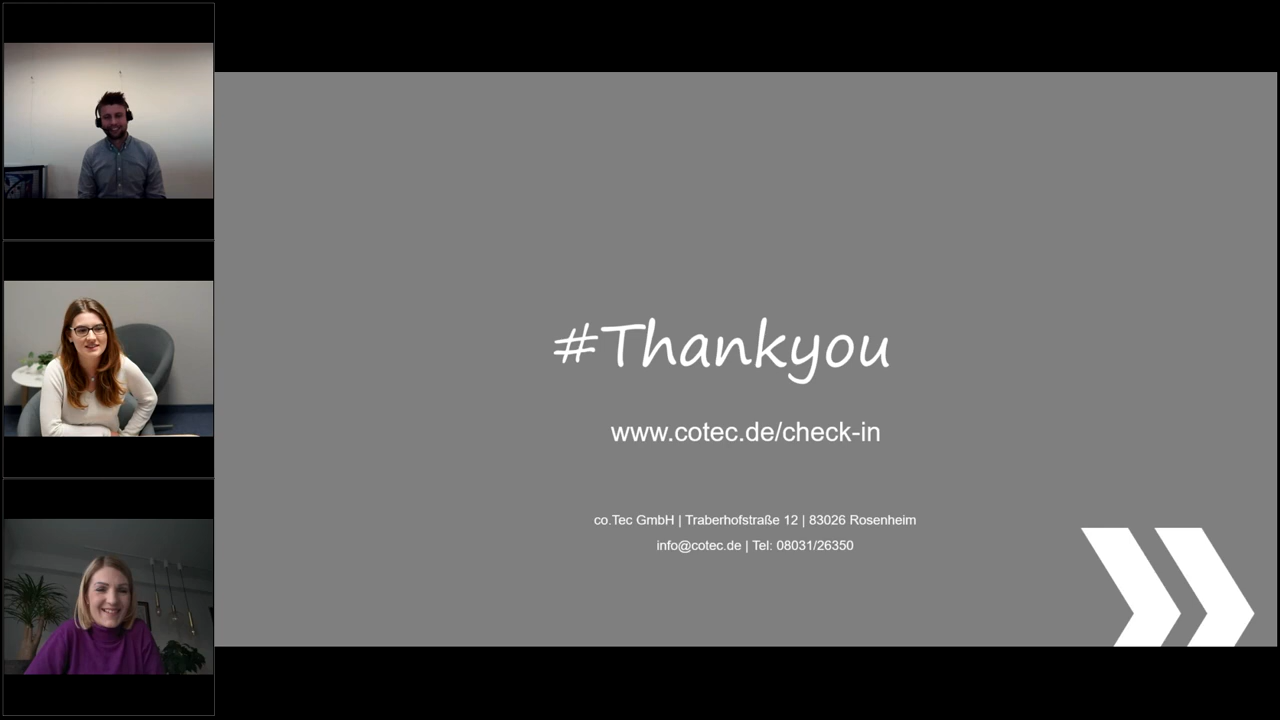 #Thankyou
www.cotec.de/check-in
co.Tec GmbH | Traberhofstraße 12 | 83026 Rosenheim
info@cotec.de | Tel: 08031/26350